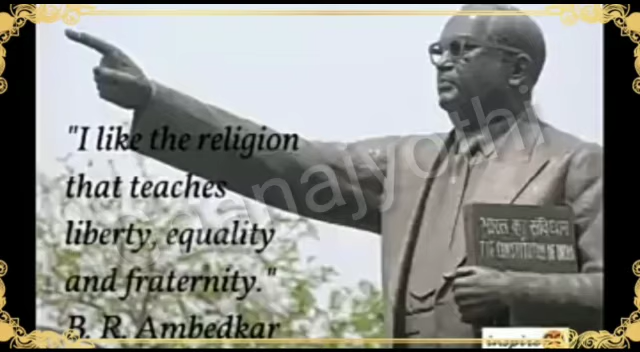 "I like the religion
that teaches
liberty, equality
and fraternity."
B. R. Ambedkar
भारत का संविधान
THE CONSTITUTION OF INDIA